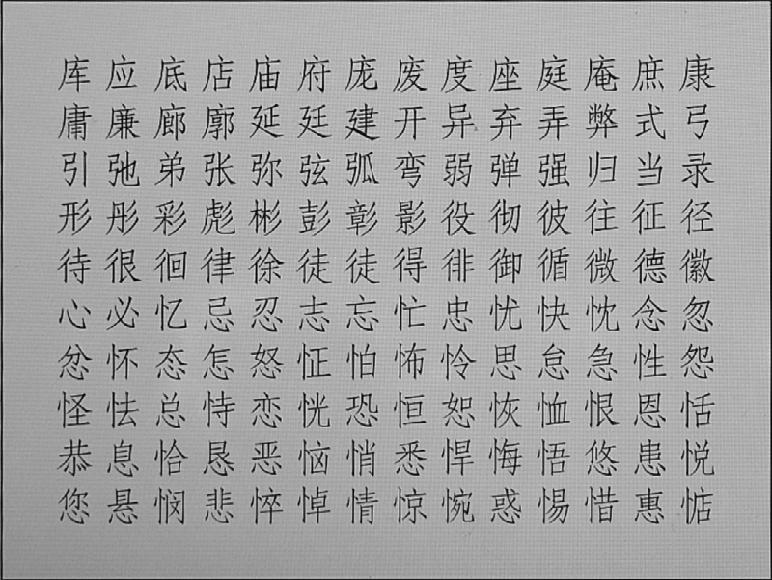 库应底店庙府庞废度座庭庵庶康
庸廉廊廓延廷建开异弃弄弊式弓
引弛弟张弥弦弧弯弱弹强归当录
形彤彩彪彬彭彰影役彻彼往征径
待很徊律徐徒徒得徘御循微德徽
心必忆忌忍志忘忙忠忧快忱念忽
忿怀态怎怒怔怕怖怜思怠急性怨
怪怯总恃恋恍恐恒恕恢恤恨恩恬
恭息恰恳恶恼悄悉悍悔悟悠患悦
您悬悯悲悴悼情惊惋惑惕惜惠惦